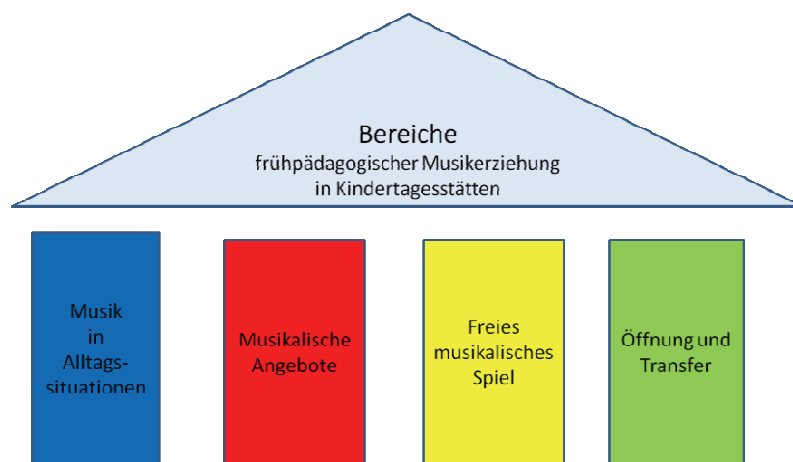 Bereiche
frühpädagogischer Musikerziehung
in Kindertagesstätten
Musik
in
Alltags-
situationen
Musikalische
Angebote
Freies
musikalisches
Spiel
Öffnung und
Transfer